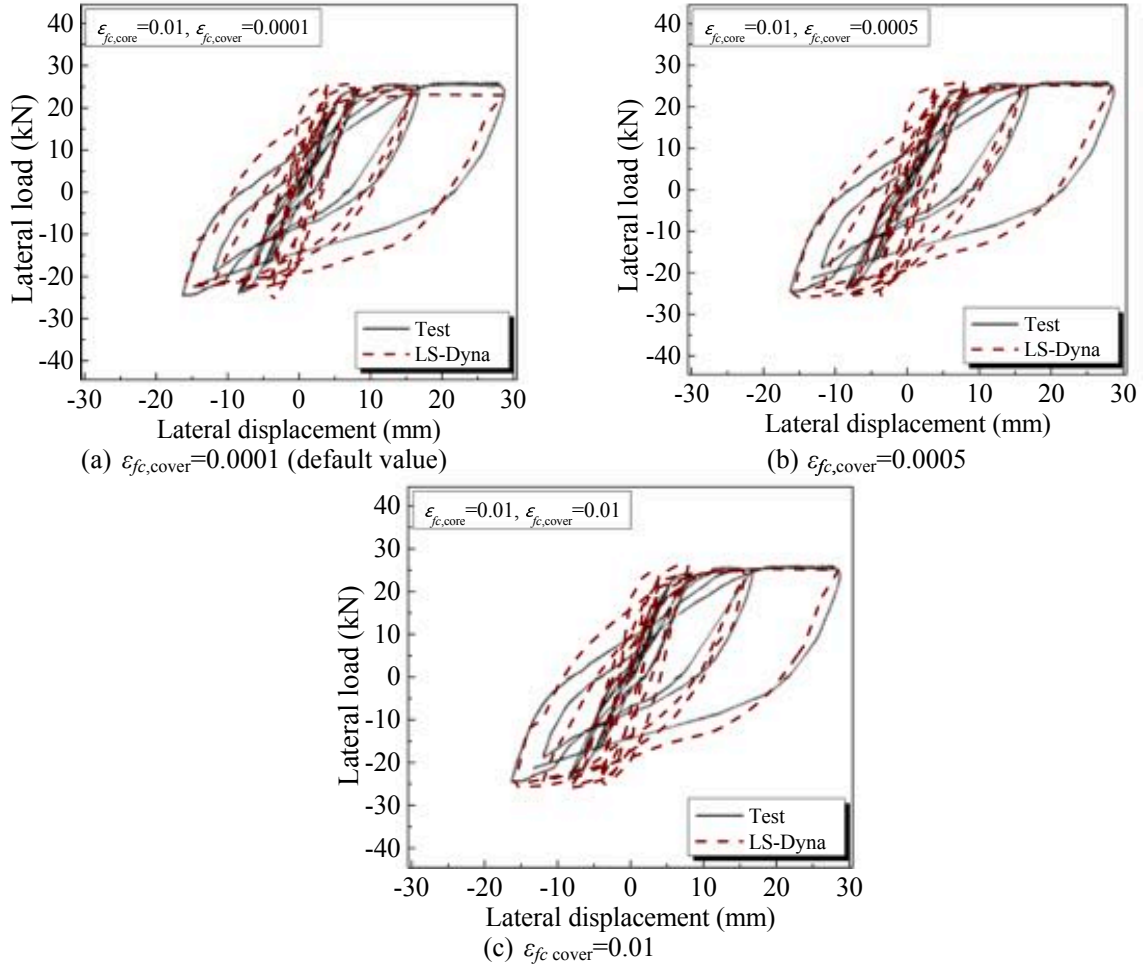 40
30
20
10
0
-10
-20
-30
-40
Lateral load (kN)
εfc,core=0.01, εfc,cover=0.0001
Test
LS-Dyna
-30 -20 -10 0 10 20 30
Lateral displacement (mm)
(a) εfc,cover=0.0001 (default value)
40
30
20
10
0
-10
-20
-30
-40
Lateral load (kN)
εfc,core=0.01, εfc,cover=0.0005
Test
LS-Dyna
-30 -20 -10 0 10 20 30
Lateral displacement (mm)
(b) εfc,cover=0.0005
40
30
20
10
0
-10
-20
-30
-40
Lateral load (kN)
εfc,core=0.01, εfc,cover=0.01
Test
LS-Dyna
-30 -20 -10 0 10 20 30
Lateral displacement (mm)
(c) εfc cover=0.01